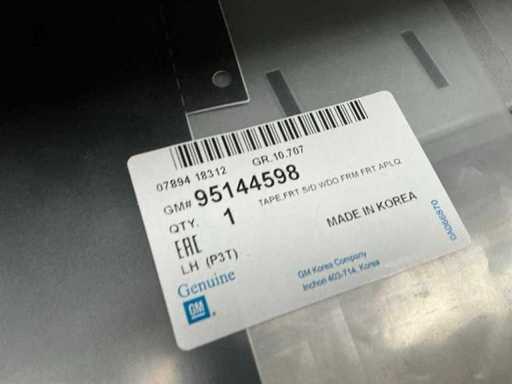 07894 18312 GR.10.707
GM# 95144598
TAPE,FRT S/D WDO FRM FRT APLQ
QTY. 1
MADE IN KOREA
EAC
LH (P3T)
Genuine
GM
GM Korea Company
Inchon 403-714, Korea